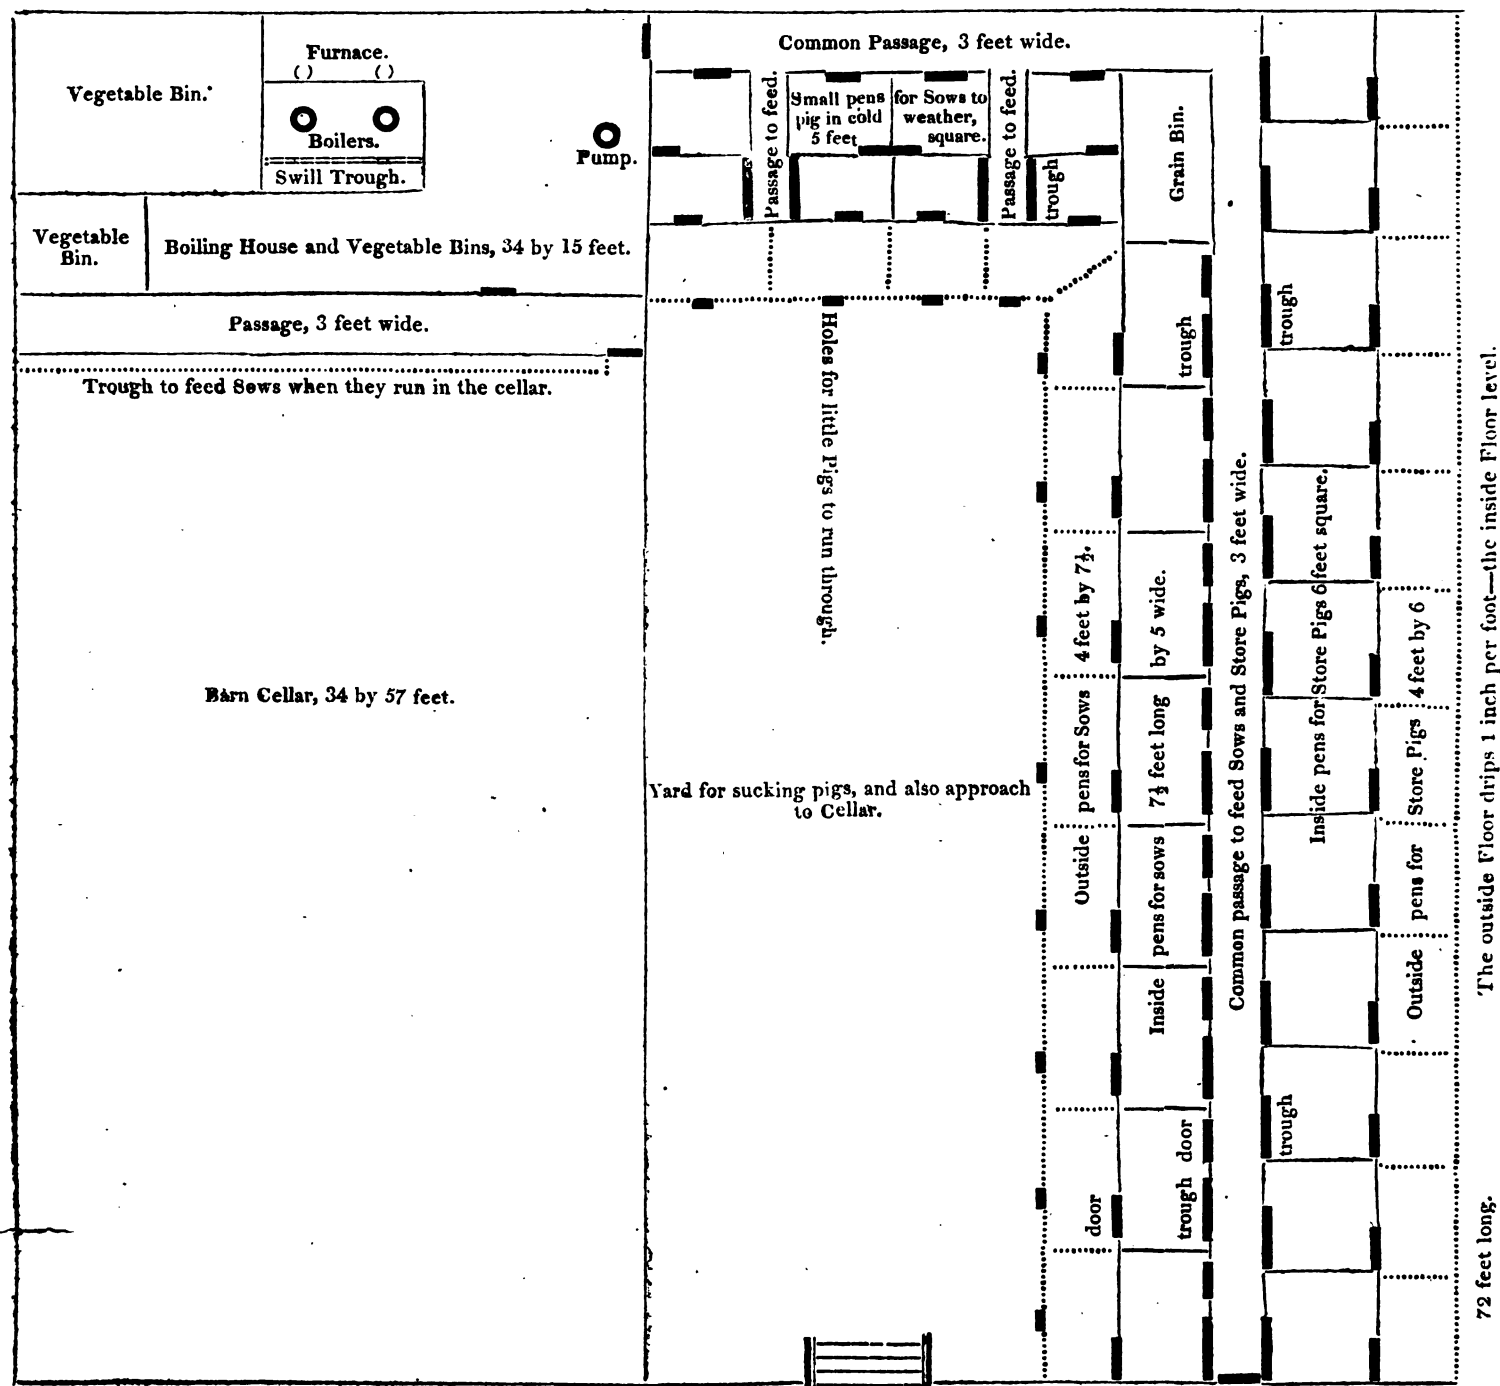 Common Passage, 3 feet wide.
Furnace.
Vegetable Bin.
Boilers.
Swill Trough.
Pump.
Passage to feed.
Small pens for Sows to
pig in cold weather,
5 feet square.
Passage to feed.
trough
Grain Bin.
Vegetable
Bin.
Boiling House and Vegetable Bins, 34 by 15 feet.
Passage, 3 feet wide.
Trough to feed Sows when they run in the cellar.
Holes for little Pigs to run through.
Barn Cellar, 34 by 57 feet.
Yard for sucking pigs, and also approach
to Cellar.
Outside pens for Sows 4 feet by 7½.
door
trough
Inside pens for sows 7½ feet long by 5 wide.
trough door
Common passage to feed Sows and Store Pigs, 3 feet wide.
trough
Inside pens for Store Pigs 6 feet square.
trough
Outside pens for Store Pigs 4 feet by 6
72 feet long. The outside Floor drips 1 inch per foot—the inside Floor level.